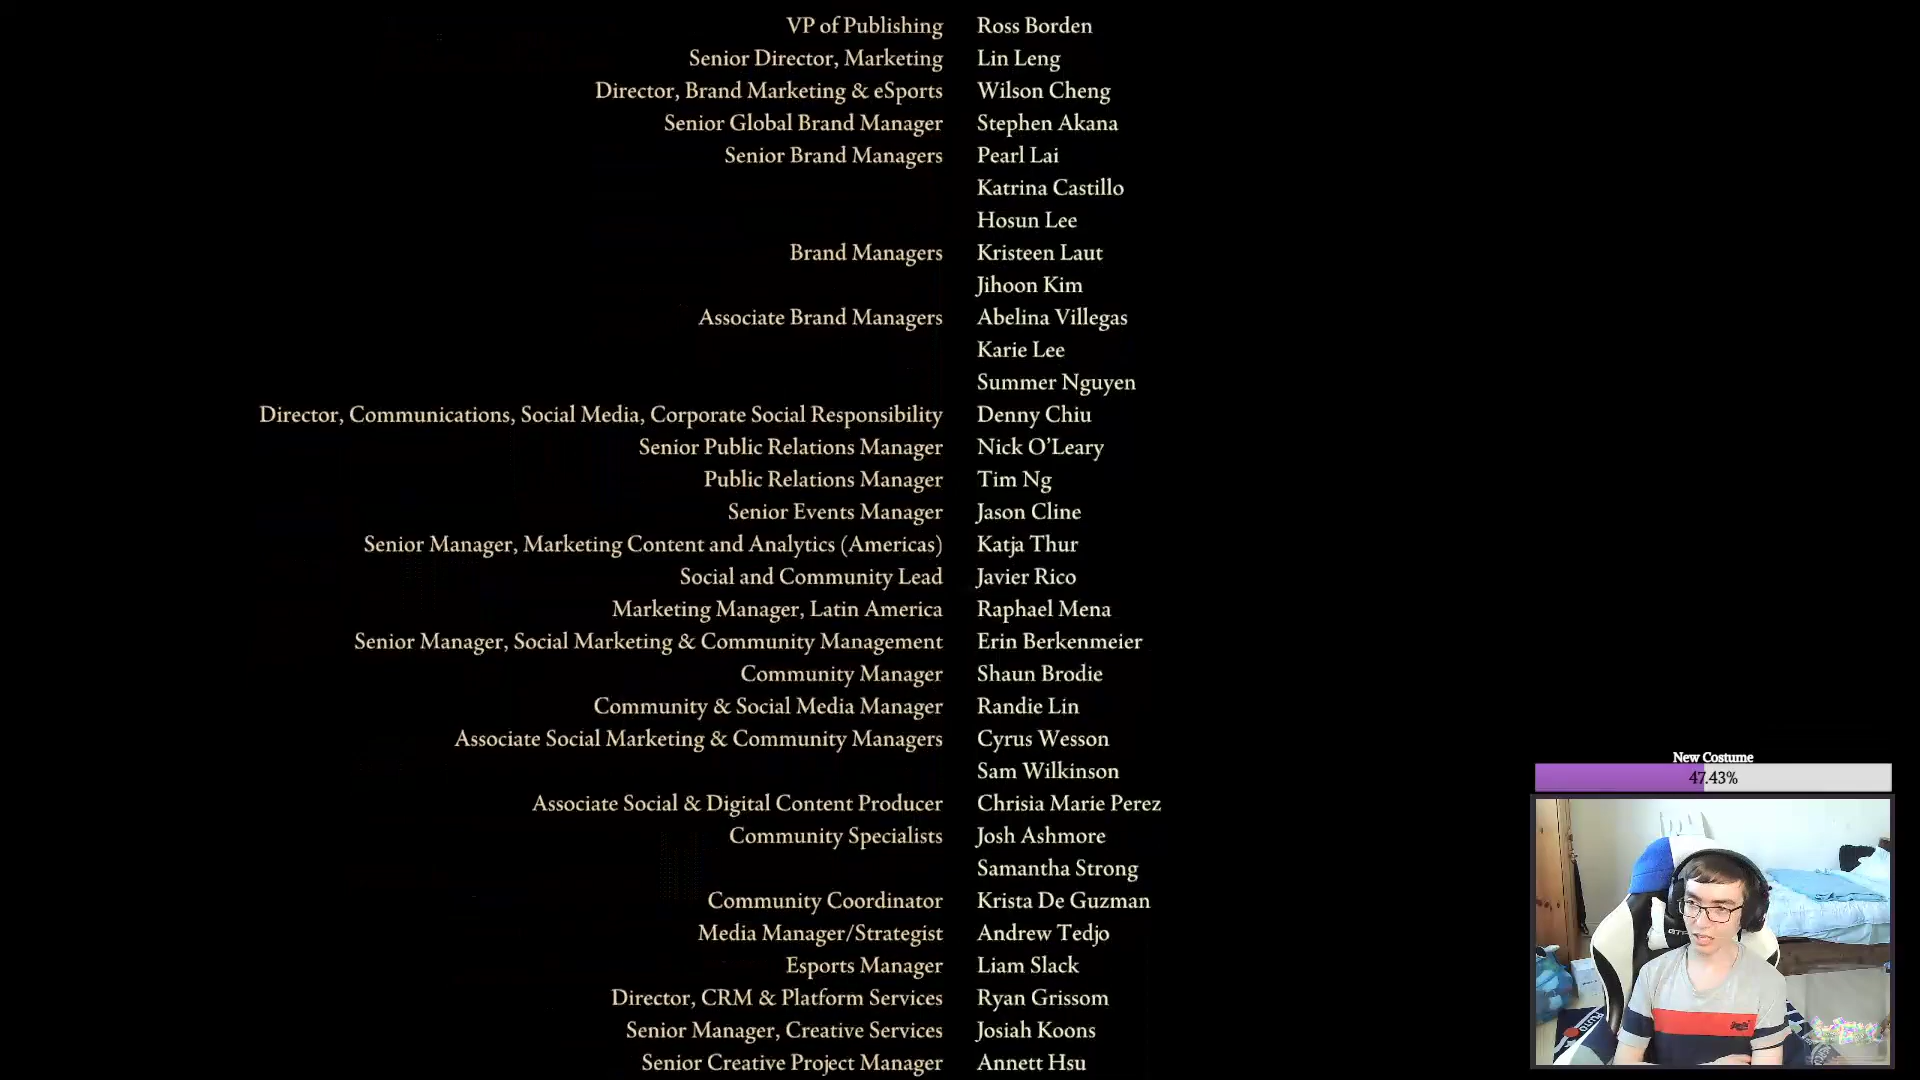 VP of Publishing Ross Borden
Senior Director, Marketing Lin Leng
Director, Brand Marketing & eSports Wilson Cheng
Senior Global Brand Manager Stephen Akana
Senior Brand Managers Pearl Lai
Katrina Castillo
Hosun Lee
Brand Managers Kristeen Laut
Jihoon Kim
Associate Brand Managers Abelina Villegas
Karie Lee
Summer Nguyen
Director, Communications, Social Media, Corporate Social Responsibility Denny Chiu
Senior Public Relations Manager Nick O'Leary
Public Relations Manager Tim Ng
Senior Events Manager Jason Cline
Senior Manager, Marketing Content and Analytics (Americas) Katja Thur
Social and Community Lead Javier Rico
Marketing Manager, Latin America Raphael Mena
Senior Manager, Social Marketing & Community Management Erin Berkenmeier
Community Manager Shaun Brodie
Community & Social Media Manager Randie Lin
Associate Social Marketing & Community Managers Cyrus Wesson
Sam Wilkinson
Associate Social & Digital Content Producer Chrisia Marie Perez
Community Specialists Josh Ashmore
Samantha Strong
Community Coordinator Krista De Guzman
Media Manager/Strategist Andrew Tedjo
Esports Manager Liam Slack
Director, CRM & Platform Services Ryan Grissom
Senior Manager, Creative Services Josiah Koons
Senior Creative Project Manager Annett Hsu
New Costume
47.43%